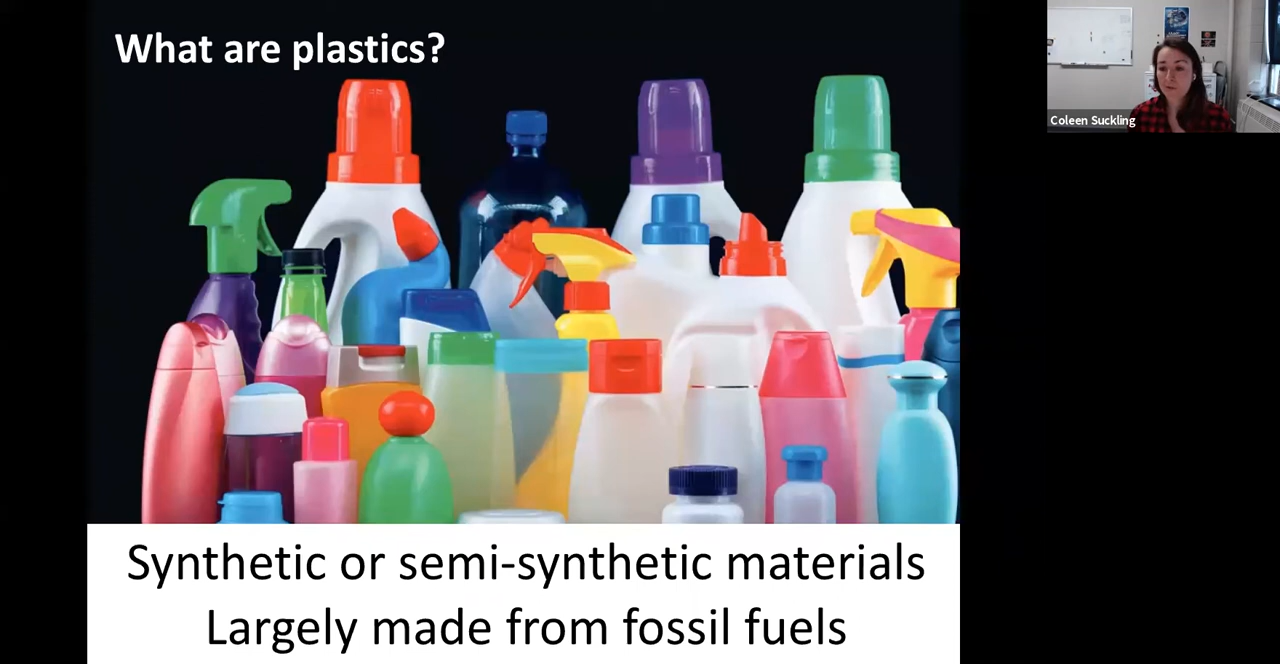 What are plastics?
Coleen Suckling
Synthetic or semi-synthetic materials
Largely made from fossil fuels